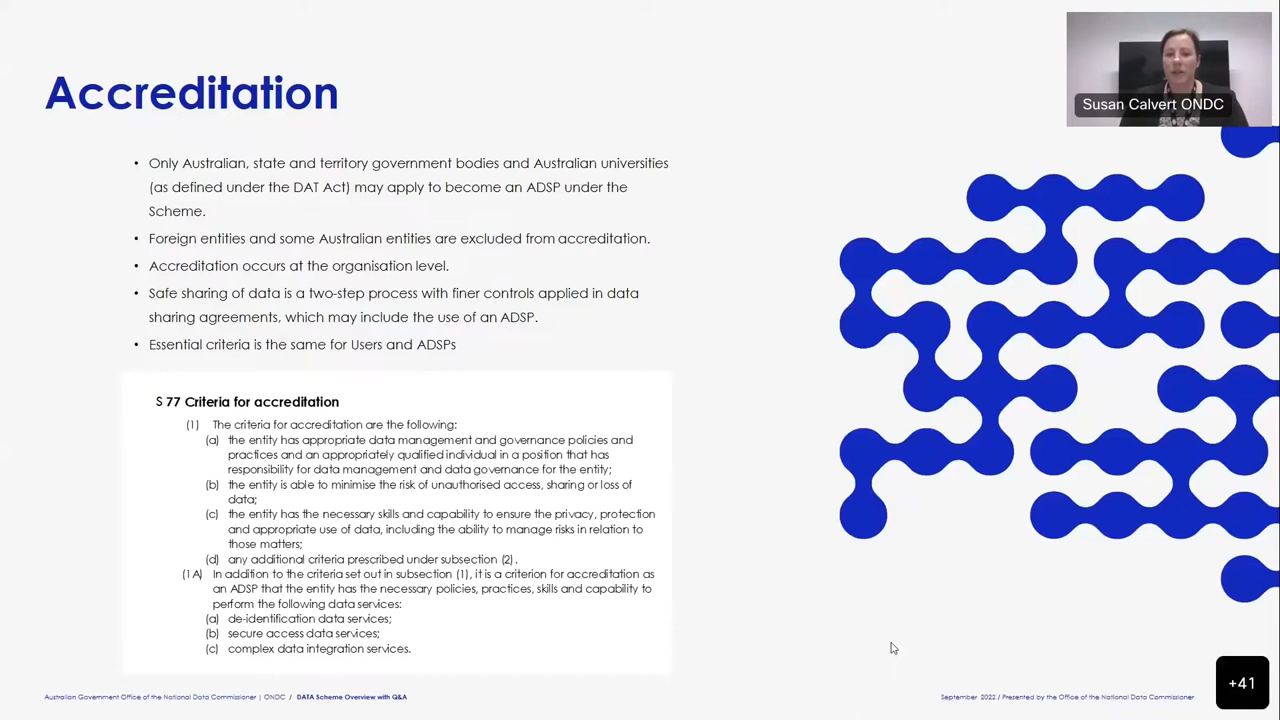 Accreditation
Susan Calvert ONDC
• Only Australian, state and territory government bodies and Australian universities
(as defined under the DAT Act) may apply to become an ADSP under the
Scheme.
• Foreign entities and some Australian entities are excluded from accreditation.
• Accreditation occurs at the organisation level.
• Safe sharing of data is a two-step process with finer controls applied in data
sharing agreements, which may include the use of an ADSP.
• Essential criteria is the same for Users and ADSPs
S 77 Criteria for accreditation
(1) The criteria for accreditation are the following:
(a) the entity has appropriate data management and governance policies and
practices and an appropriately qualified individual in a position that has
responsibility for data management and data governance for the entity;
(b) the entity is able to minimise the risk of unauthorised access, sharing or loss of
data;
(c) the entity has the necessary skills and capability to ensure the privacy, protection
and appropriate use of data, including the ability to manage risks in relation to
those matters;
(d) any additional criteria prescribed under subsection (2).
(1A) In addition to the criteria set out in subsection (1), it is a criterion for accreditation as
an ADSP that the entity has the necessary policies, practices, skills and capability to
perform the following data services:
(a) de-identification data services;
(b) secure access data services;
(c) complex data integration services.
Australian Government Office of the National Data Commissioner | ONDC / DATA Scheme Overview with Q&A
September 2022 / Presented by the Office of the National Data Commissioner
+41